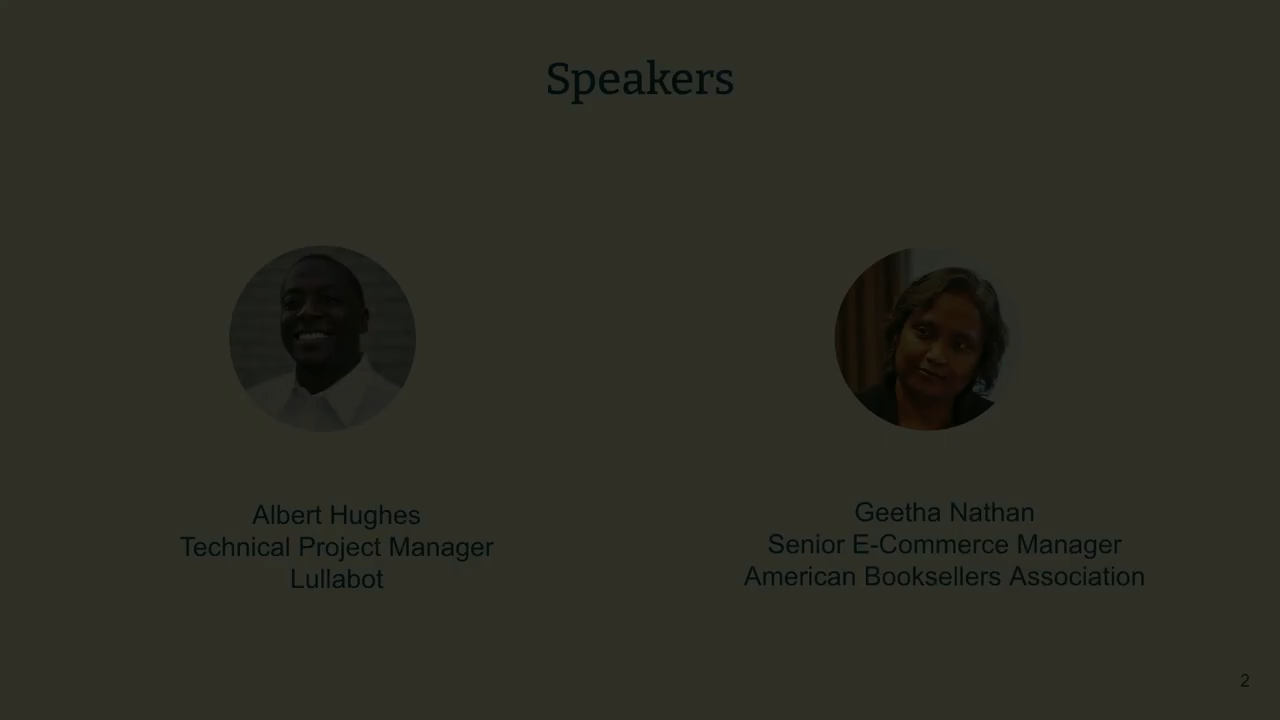 Speakers
Albert Hughes
Technical Project Manager
Lullabot
Geetha Nathan
Senior E-Commerce Manager
American Booksellers Association
2